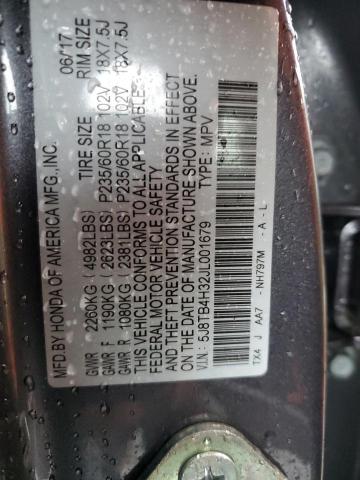 MFD. BY HONDA OF AMERICA MFG., INC. 06/17
TIRE SIZE RIM SIZE
GVWR 2260KG (4982LBS)
GAWR F 1190KG (2623LBS) P235/60R18 102V 18X7.5J
GAWR R 1080KG (2381LBS) P235/60R18 102V 18X7.5J
THIS VEHICLE CONFORMS TO ALL APPLICABLE
FEDERAL MOTOR VEHICLE SAFETY
AND THEFT PREVENTION STANDARDS IN EFFECT
ON THE DATE OF MANUFACTURE SHOWN ABOVE.
V.I.N.: 5J8TB4H32JL001679 TYPE: MPV
TX4 J AA7 - NH797M - A - L